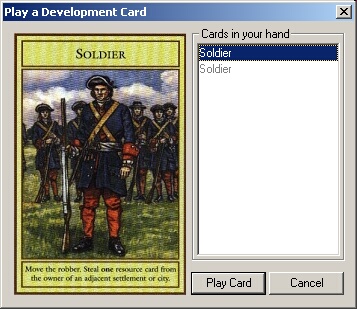 Play a Development Card
Cards in your hand
SOLDIER
Soldier
Soldier
Move the robber. Steal one resource card from
the owner of an adjacent settlement or city.
Play Card
Cancel